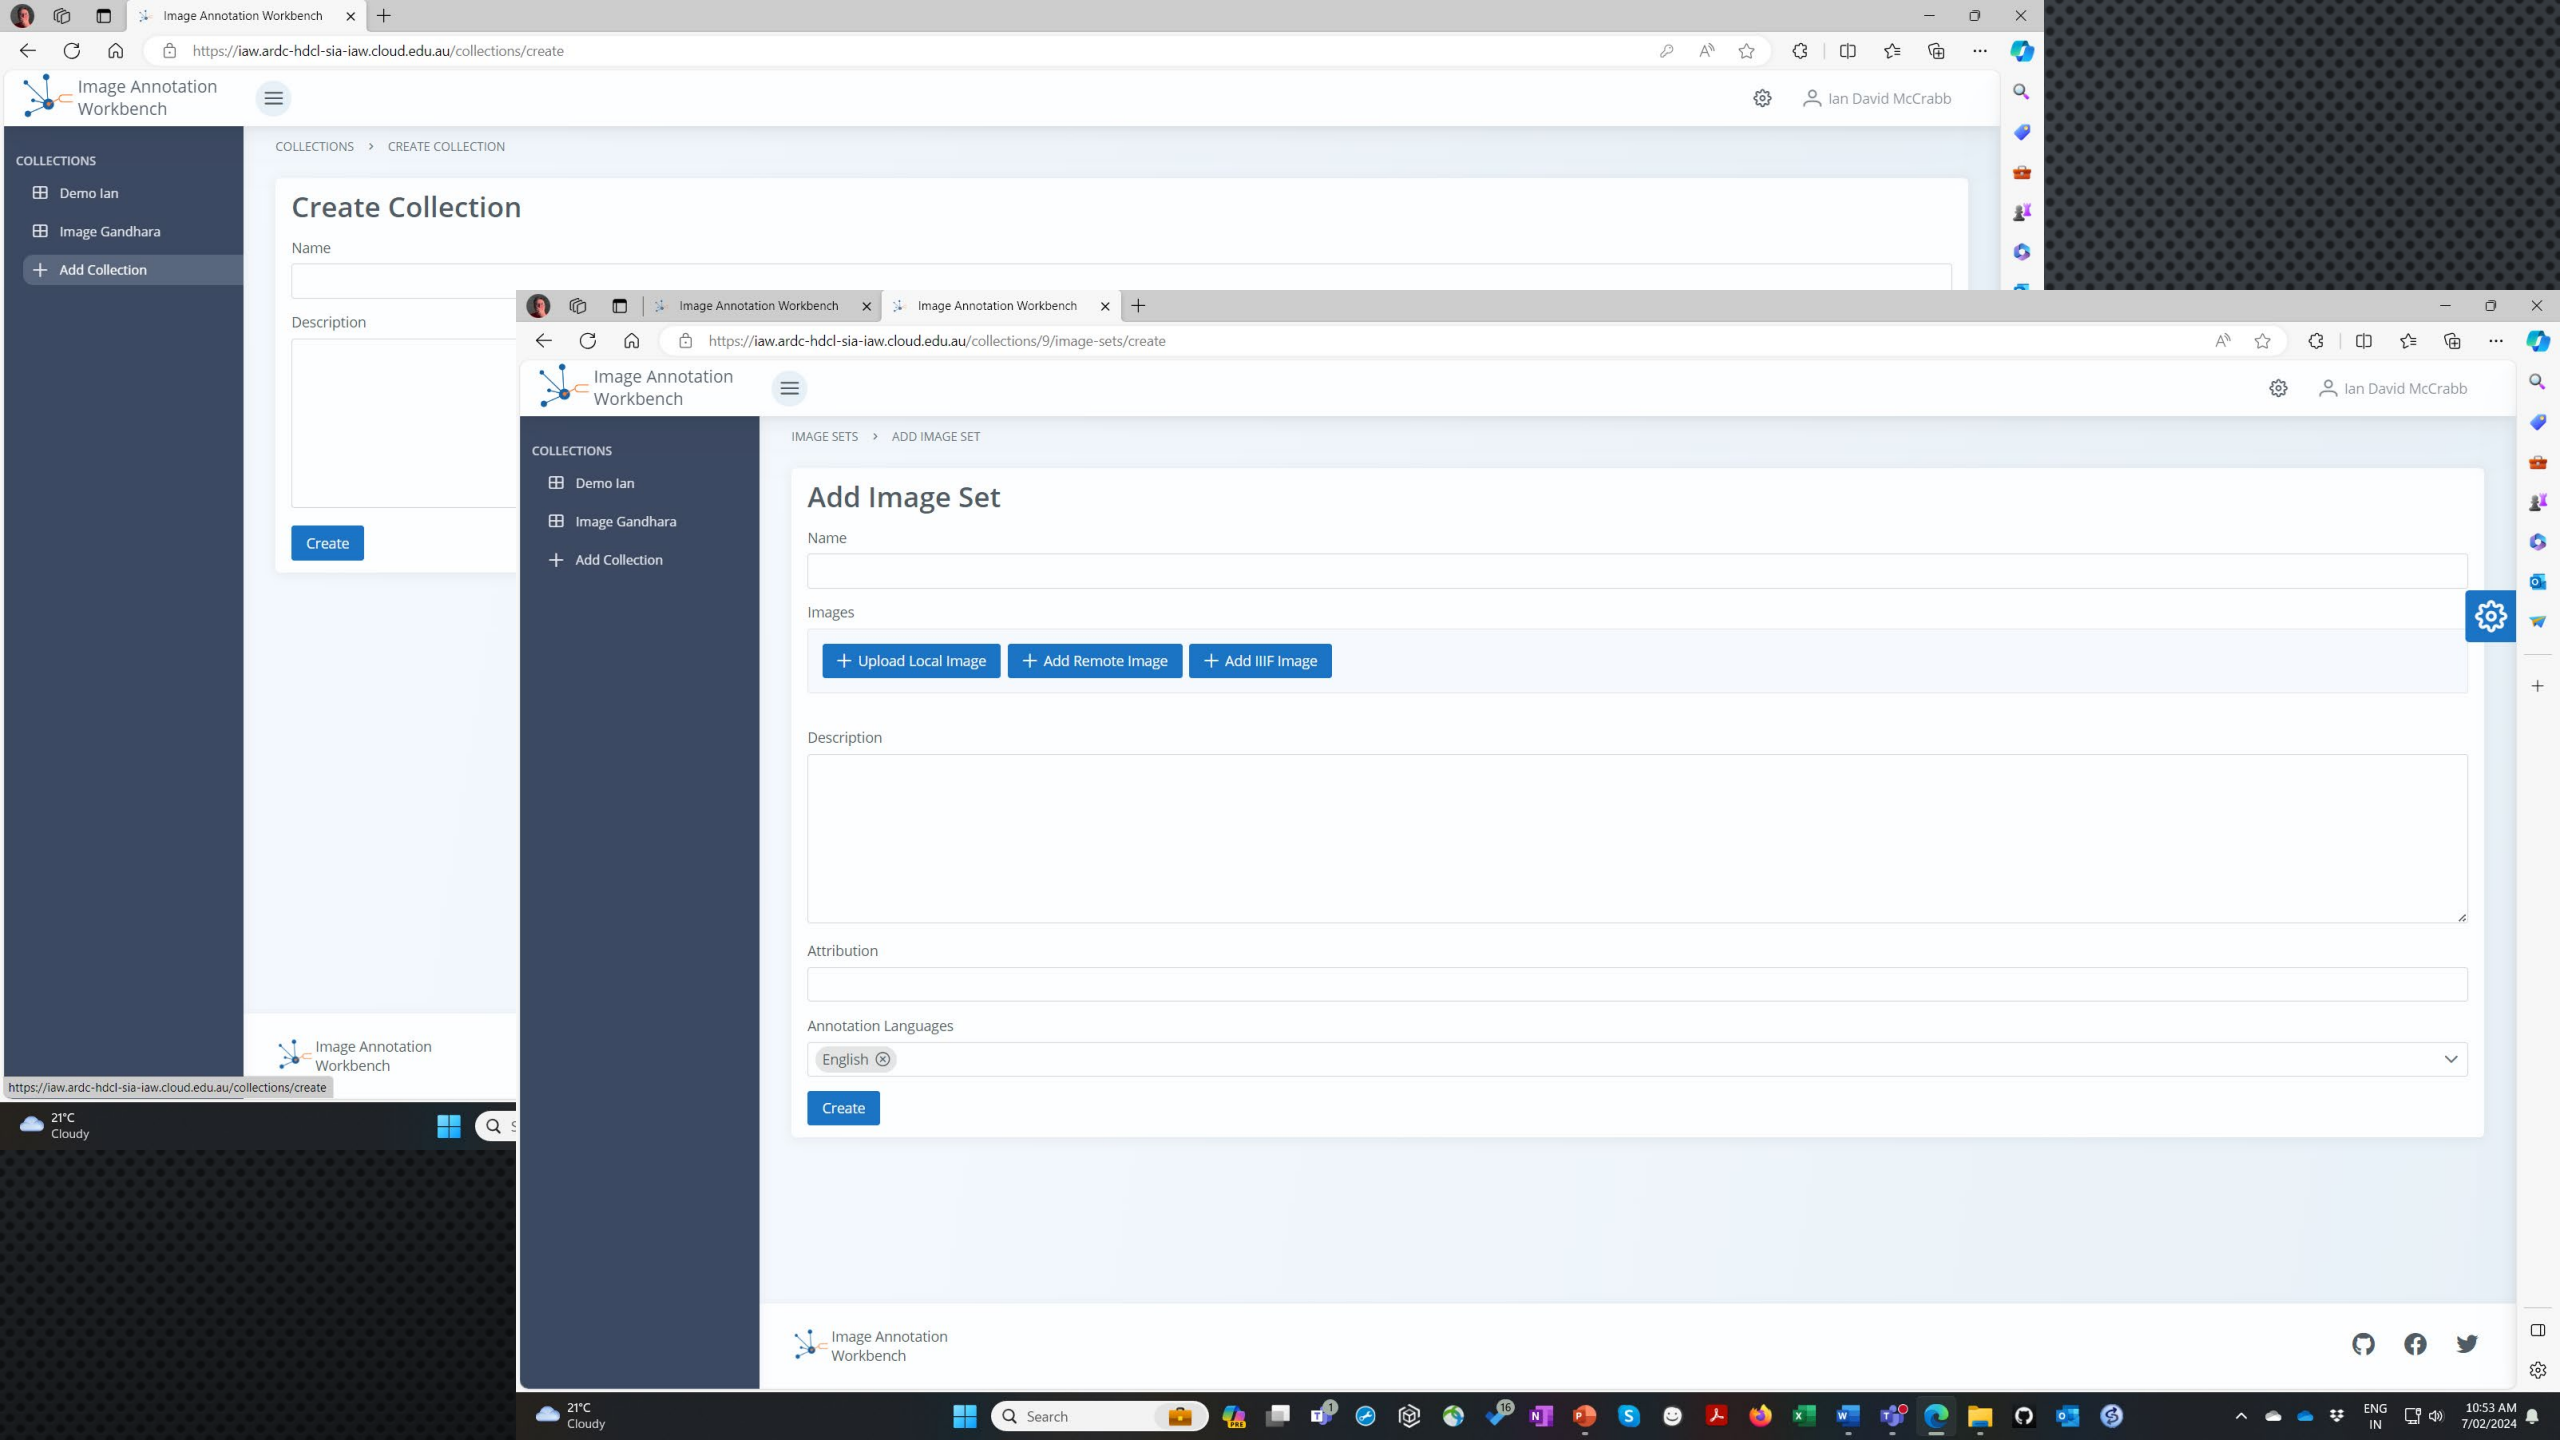 Image Annotation Workbench
https://iaw.ardc-hdcl-sia-iaw.cloud.edu.au/collections/create
Image Annotation
Workbench
Ian David McCrabb
COLLECTIONS
Demo Ian
Image Gandhara
Add Collection
COLLECTIONS > CREATE COLLECTION
Create Collection
Name
Description
Create
Image Annotation
Workbench
https://iaw.ardc-hdcl-sia-iaw.cloud.edu.au/collections/create
21°C
Cloudy
Image Annotation Workbench
Image Annotation Workbench
https://iaw.ardc-hdcl-sia-iaw.cloud.edu.au/collections/9/image-sets/create
Image Annotation
Workbench
Ian David McCrabb
COLLECTIONS
Demo Ian
Image Gandhara
Add Collection
IMAGE SETS > ADD IMAGE SET
Add Image Set
Name
Images
+ Upload Local Image
+ Add Remote Image
+ Add IIIF Image
Description
Attribution
Annotation Languages
English
Create
Image Annotation
Workbench
21°C
Cloudy
Search
PRE
1
16
ENG
IN
10:53 AM
7/02/2024